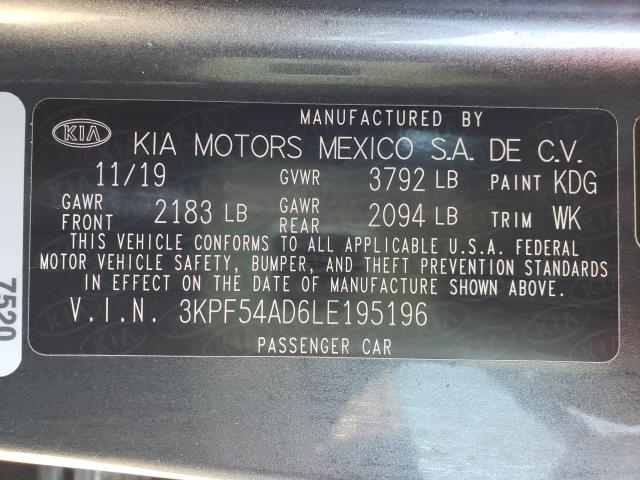 MANUFACTURED BY
KIA KIA MOTORS MEXICO S.A. DE C.V.
11/19 GVWR 3792 LB PAINT KDG
GAWR FRONT 2183 LB GAWR REAR 2094 LB TRIM WK
THIS VEHICLE CONFORMS TO ALL APPLICABLE U.S.A. FEDERAL
MOTOR VEHICLE SAFETY, BUMPER, AND THEFT PREVENTION STANDARDS
IN EFFECT ON THE DATE OF MANUFACTURE SHOWN ABOVE.
V.I.N. 3KPF54AD6LE195196
PASSENGER CAR
7520